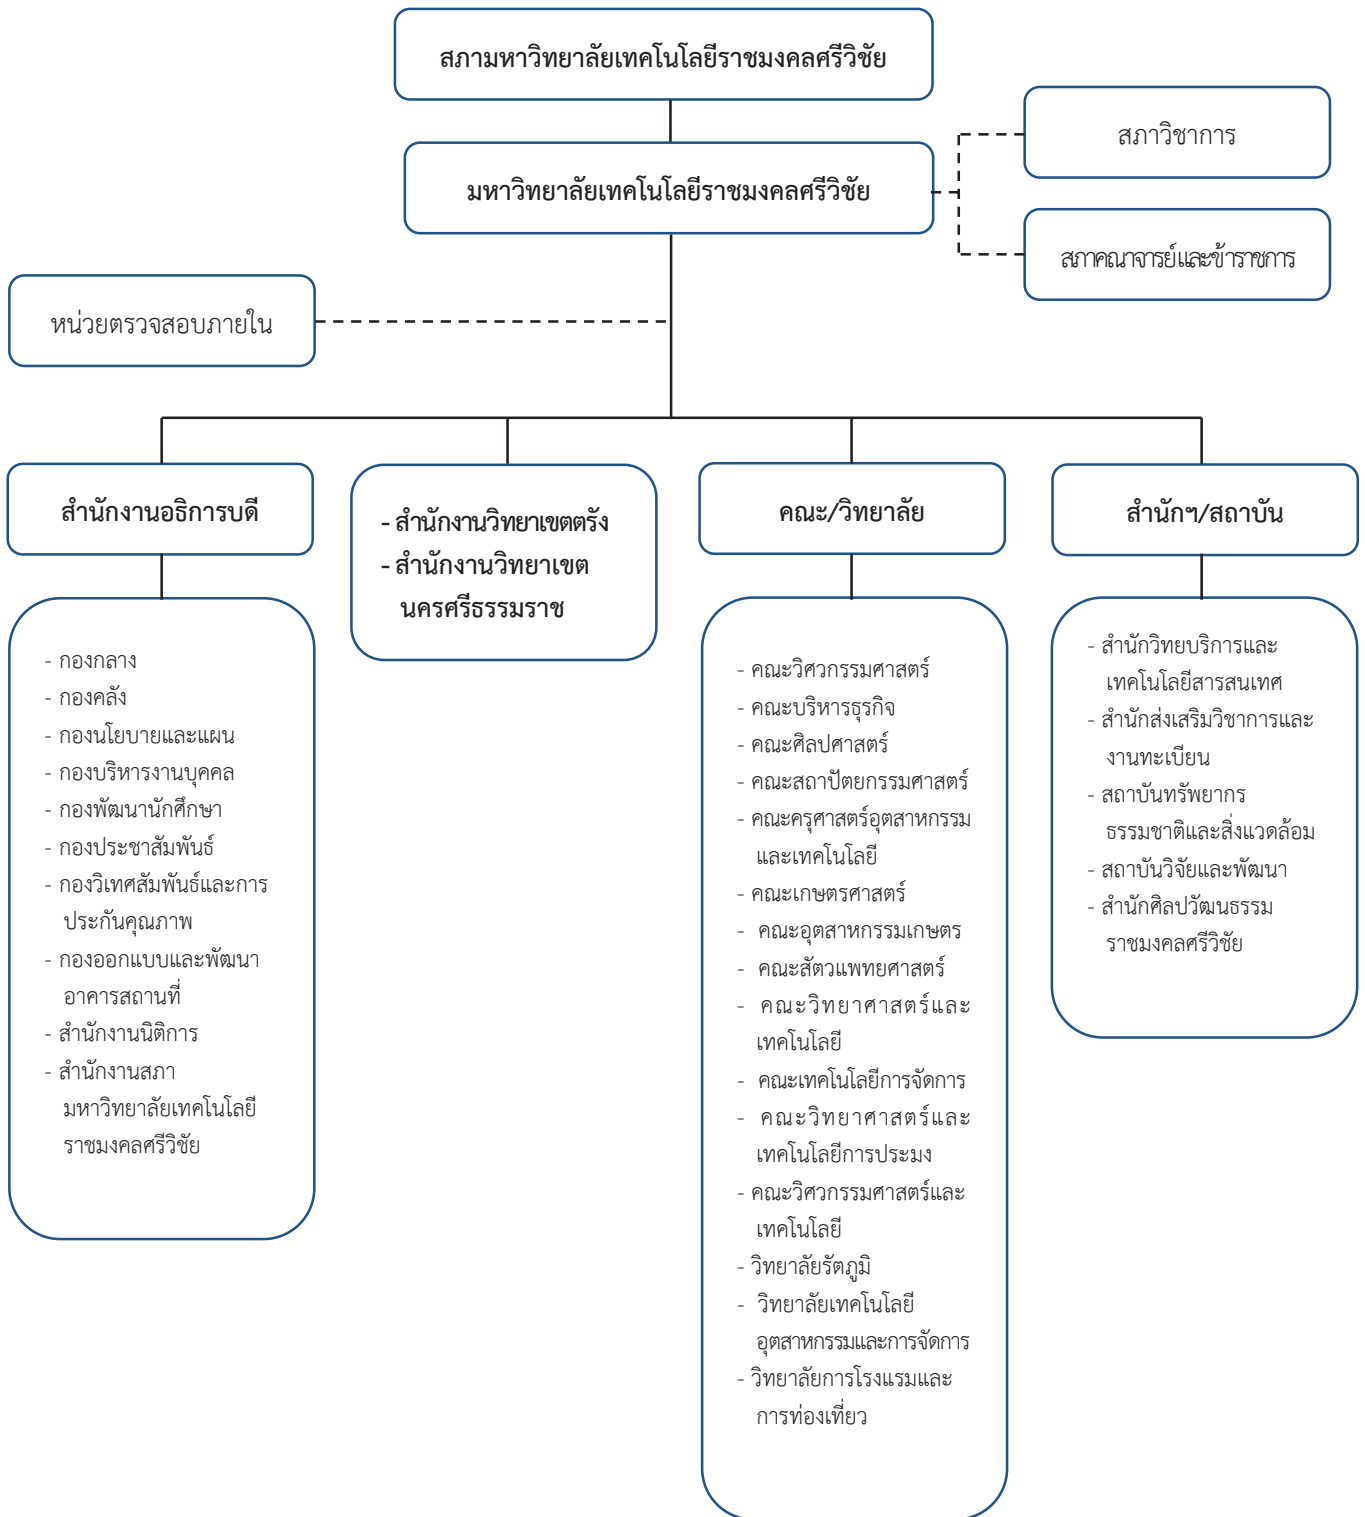 สภามหาวิทยาลัยเทคโนโลยีราชมงคลศรีวิชัย
สภาวิชาการ
มหาวิทยาลัยเทคโนโลยีราชมงคลศรีวิชัย
สภาคณาจารย์และข้าราชการ
หน่วยตรวจสอบภายใน
สำนักงานอธิการบดี
- กองกลาง
- กองคลัง
- กองนโยบายและแผน
- กองบริหารงานบุคคล
- กองพัฒนานักศึกษา
- กองประชาสัมพันธ์
- กองวิเทศสัมพันธ์และการ
ประกันคุณภาพ
- กองออกแบบและพัฒนา
อาคารสถานที่
- สำนักงานนิติการ
- สำนักงานสภา
มหาวิทยาลัยเทคโนโลยี
ราชมงคลศรีวิชัย
- สำนักงานวิทยาเขตตรัง
- สำนักงานวิทยาเขต
นครศรีธรรมราช
คณะ/วิทยาลัย
- คณะวิศวกรรมศาสตร์
- คณะบริหารธุรกิจ
- คณะศิลปศาสตร์
- คณะสถาปัตยกรรมศาสตร์
- คณะครุศาสตร์อุตสาหกรรม
และเทคโนโลยี
- คณะเกษตรศาสตร์
- คณะอุตสาหกรรมเกษตร
- คณะสัตวแพทยศาสตร์
- คณะวิทยาศาสตร์และ
เทคโนโลยี
- คณะเทคโนโลยีการจัดการ
- คณะวิทยาศาสตร์และ
เทคโนโลยีการประมง
- คณะวิศวกรรมศาสตร์และ
เทคโนโลยี
- วิทยาลัยรัตภูมิ
- วิทยาลัยเทคโนโลยี
อุตสาหกรรมและการจัดการ
- วิทยาลัยการโรงแรมและ
การท่องเที่ยว
สำนักฯ/สถาบัน
- สำนักวิทยบริการและ
เทคโนโลยีสารสนเทศ
- สำนักส่งเสริมวิชาการและ
งานทะเบียน
- สถาบันทรัพยากร
ธรรมชาติและสิ่งแวดล้อม
- สถาบันวิจัยและพัฒนา
- สำนักศิลปวัฒนธรรม
ราชมงคลศรีวิชัย